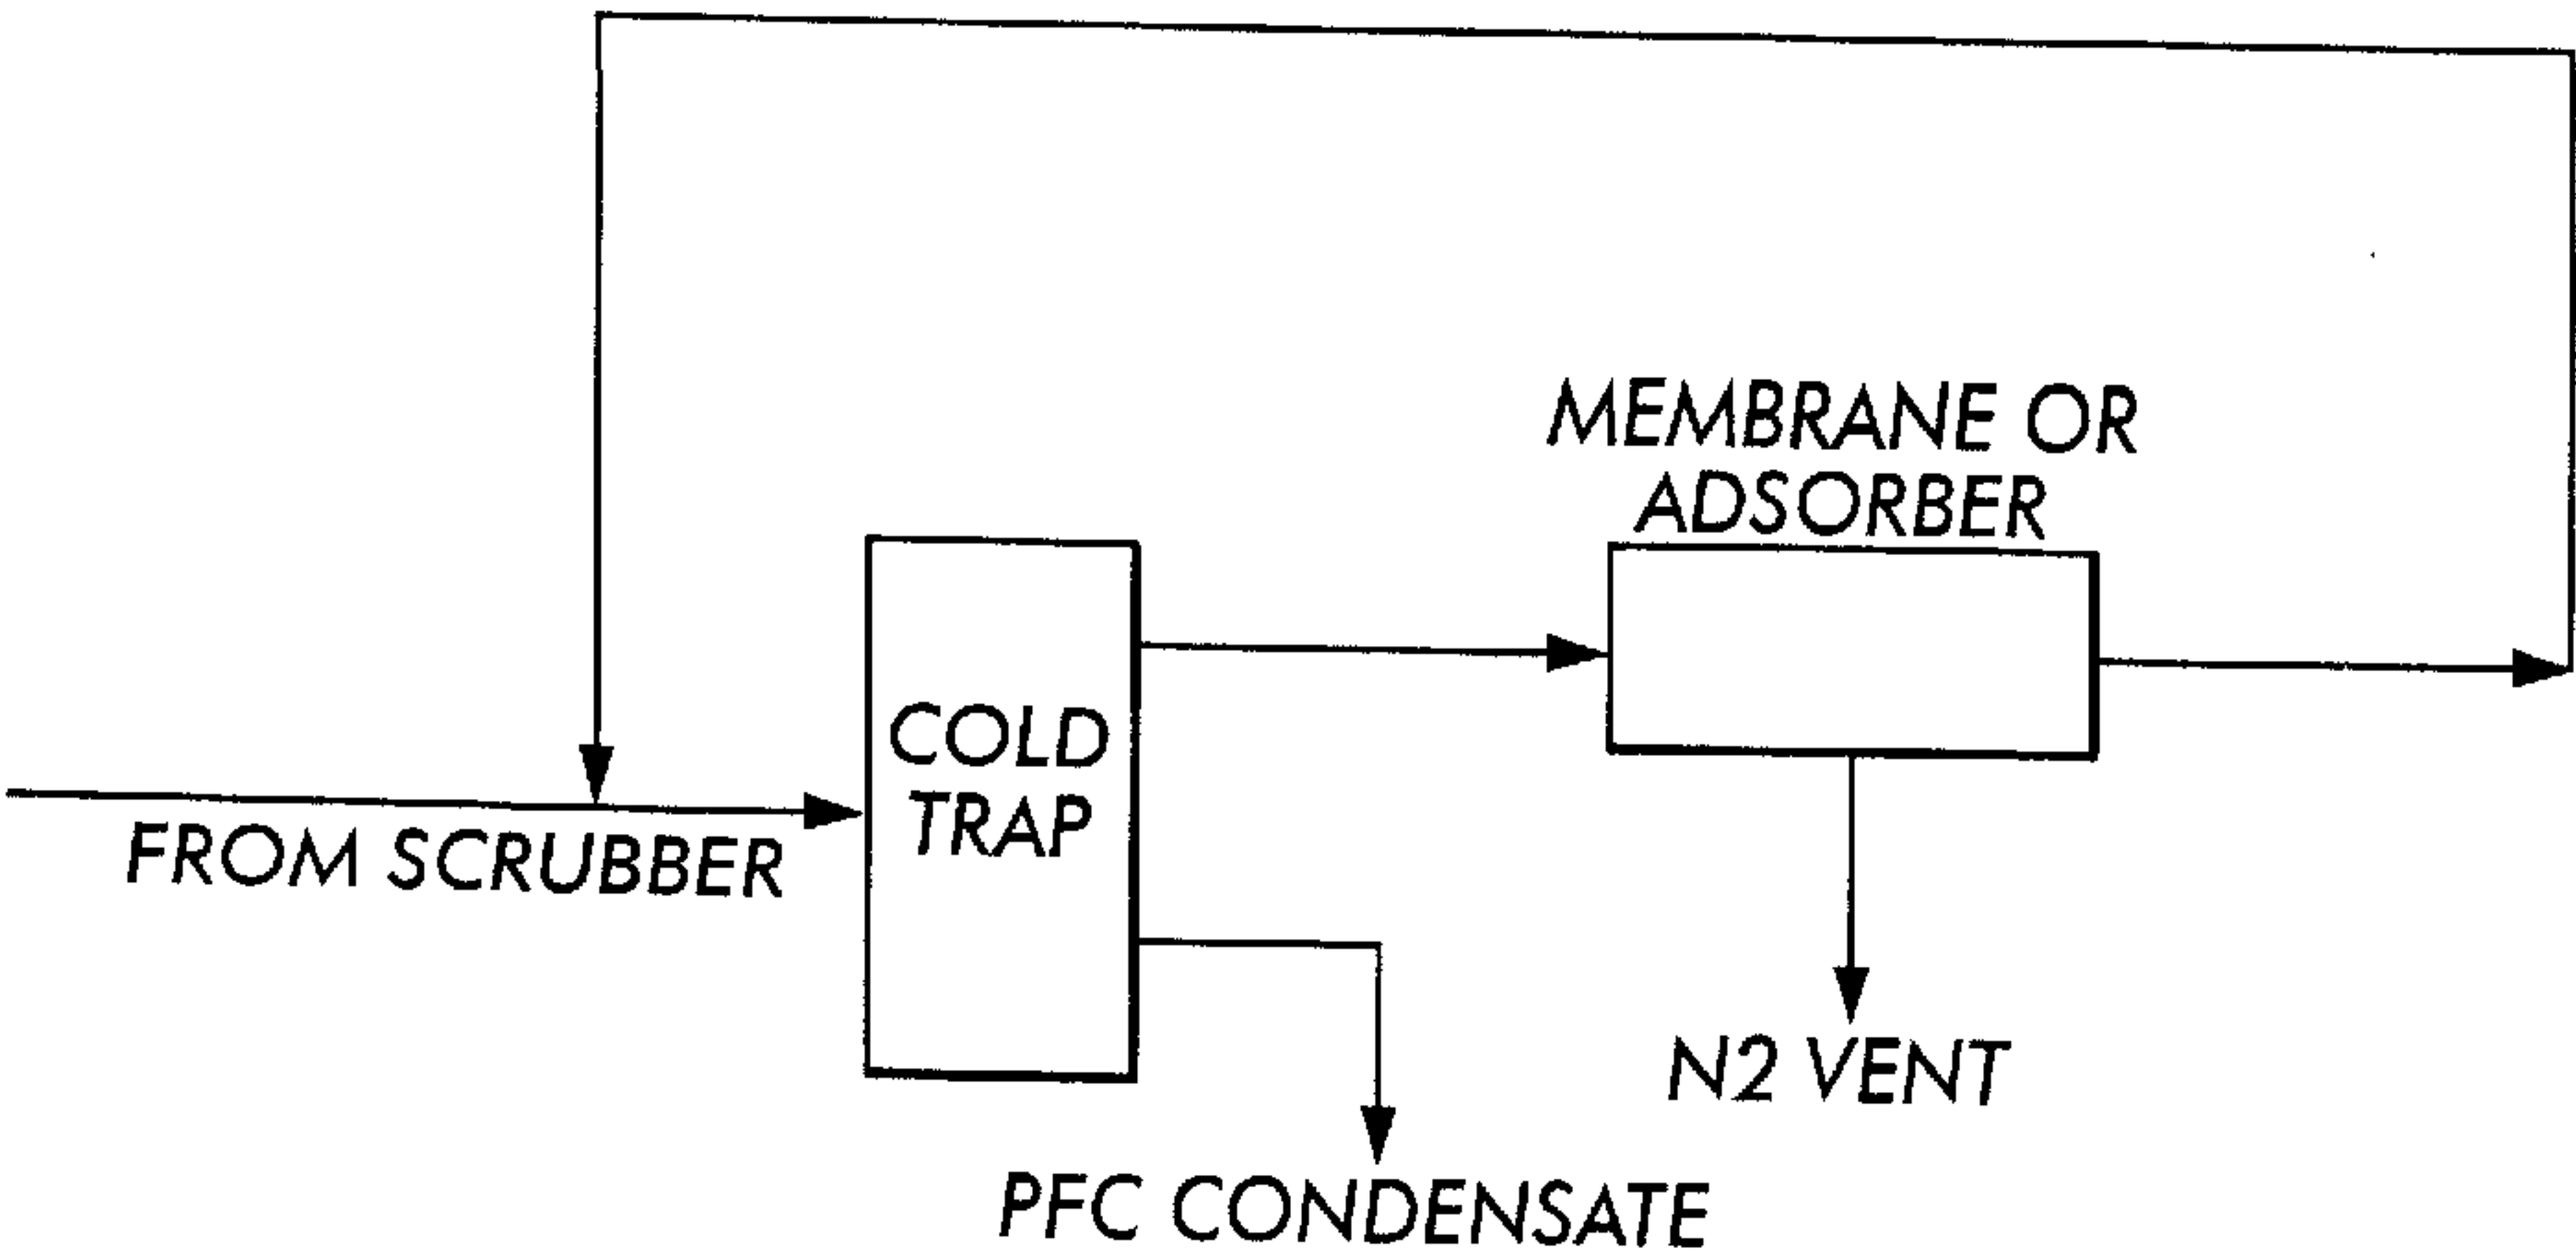 MEMBRANE OR
ADSORBER
COLD
TRAP
FROM SCRUBBER
N2 VENT
PFC CONDENSATE